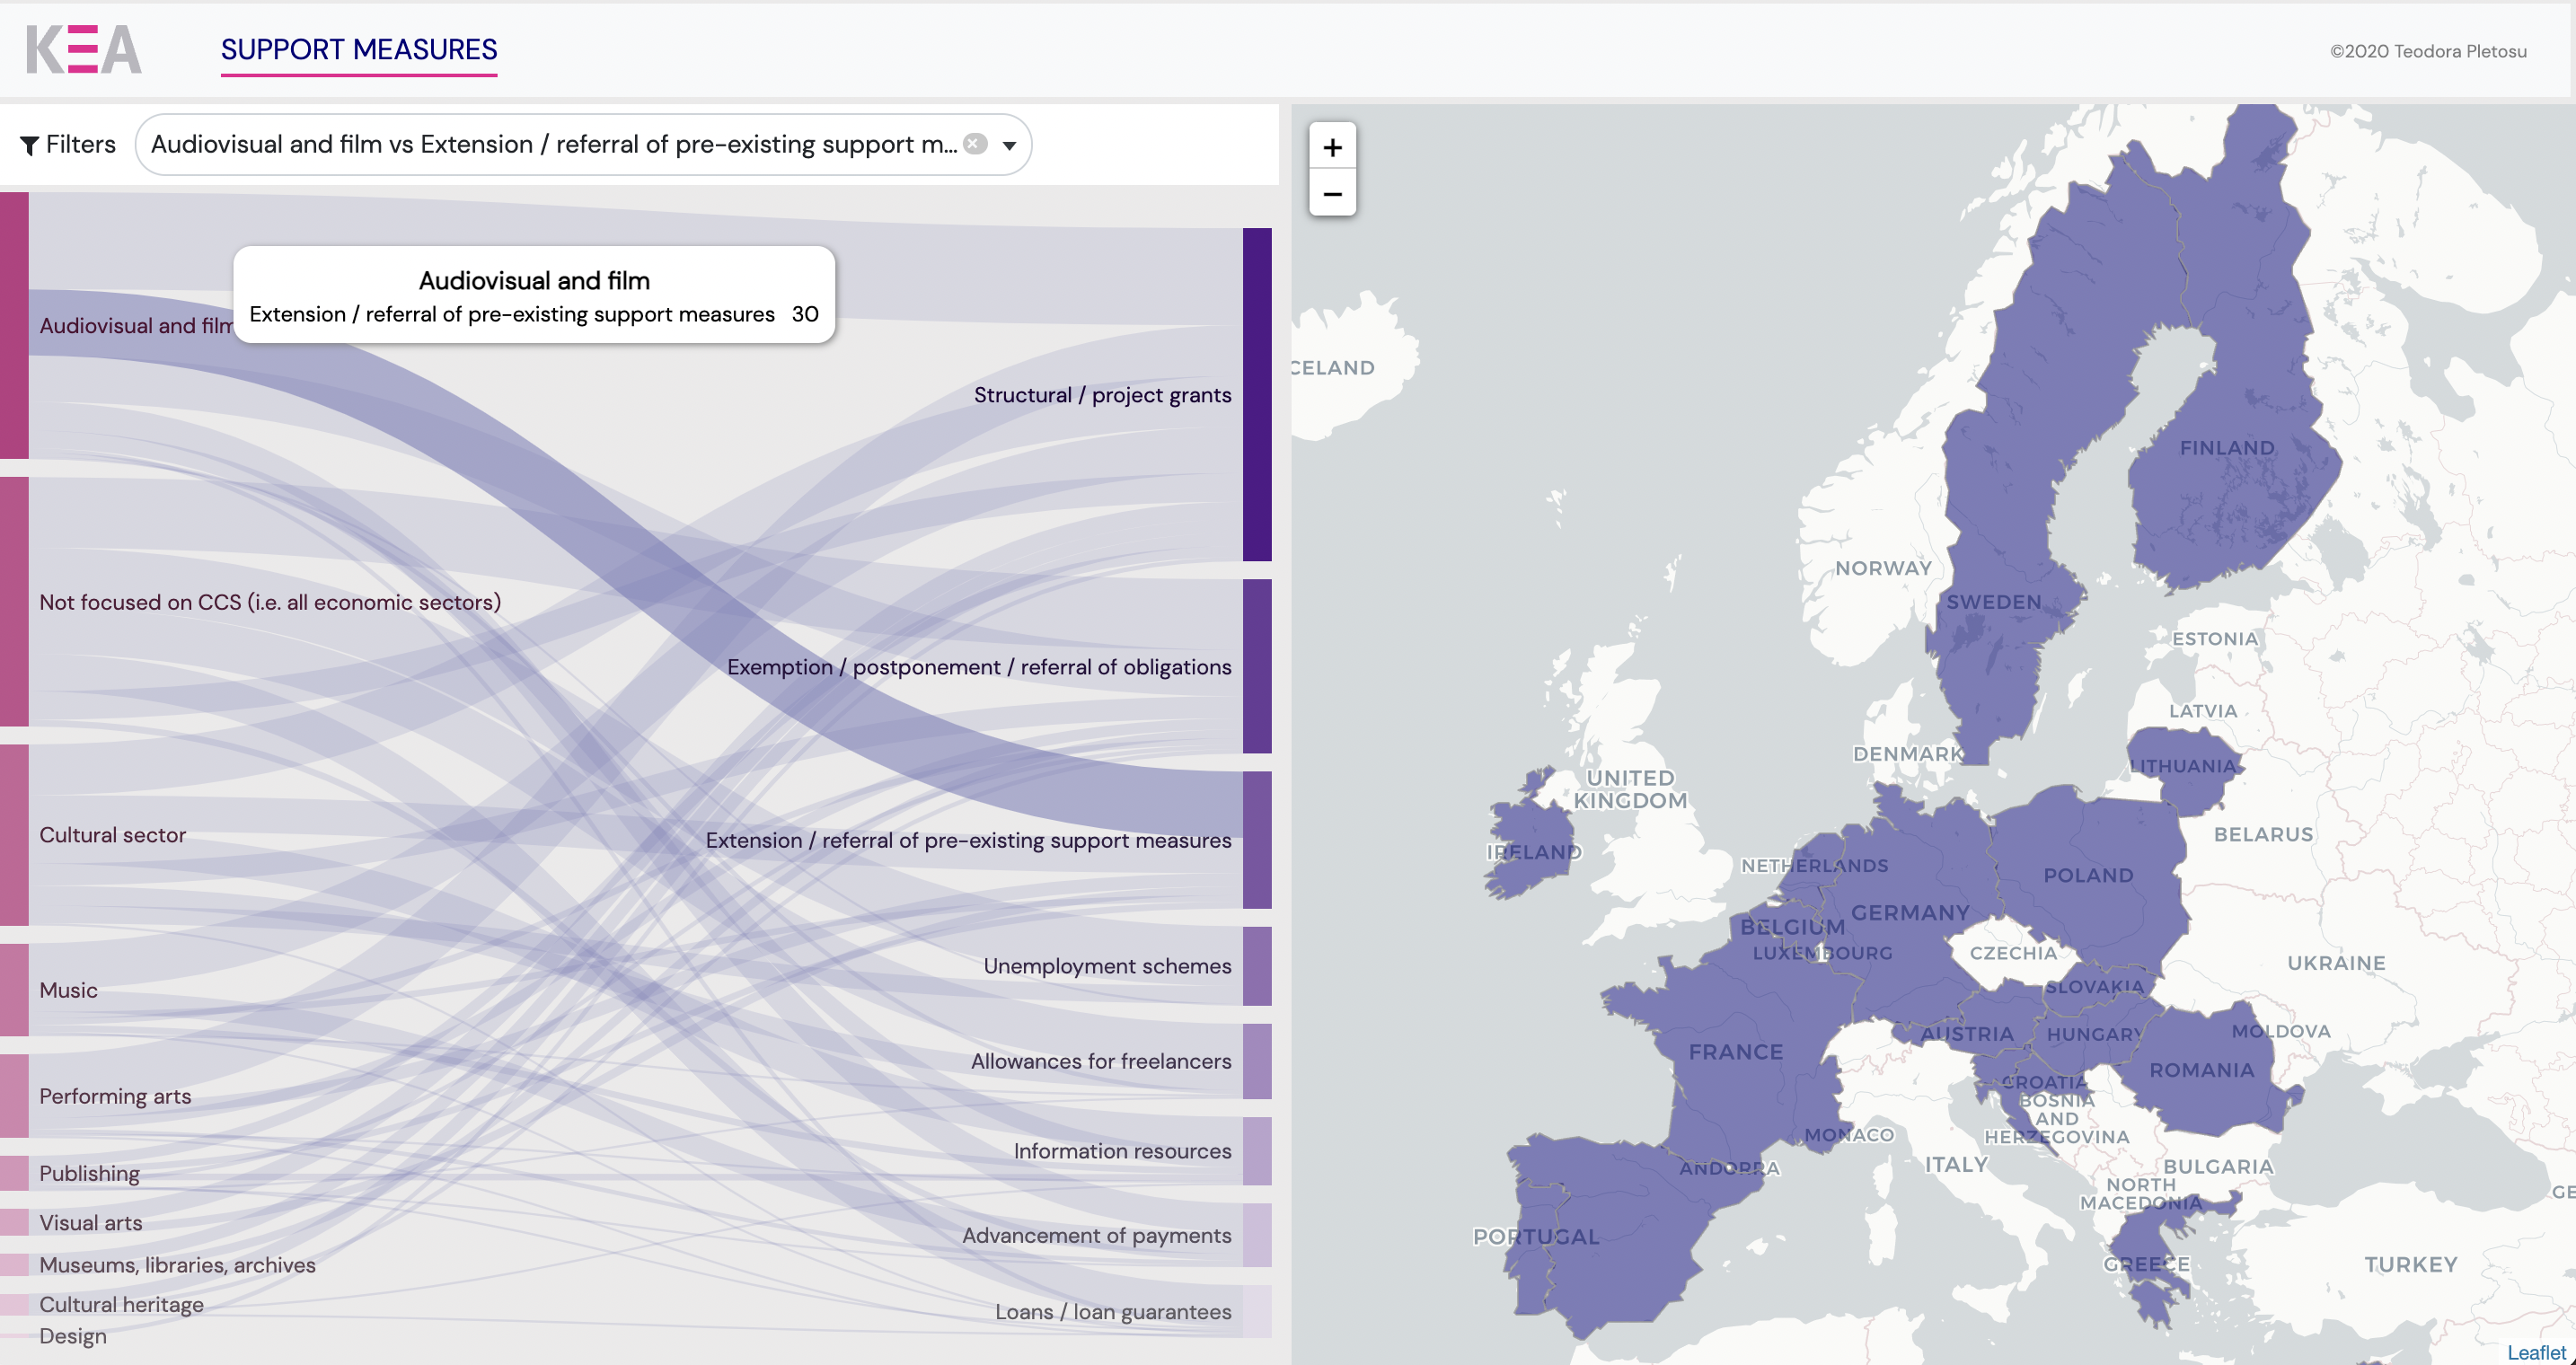 KEA
SUPPORT MEASURES
©2020 Teodora Pletosu
Filters
Audiovisual and film vs Extension / referral of pre-existing support m...
Audiovisual and film
Extension / referral of pre-existing support measures 30
Audiovisual and film
Not focused on CCS (i.e. all economic sectors)
Cultural sector
Music
Performing arts
Publishing
Visual arts
Museums, libraries, archives
Cultural heritage
Design
Structural / project grants
Exemption / postponement / referral of obligations
Extension / referral of pre-existing support measures
Unemployment schemes
Allowances for freelancers
Information resources
Advancement of payments
Loans / loan guarantees
+
−
CELAND
FINLAND
NORWAY
SWEDEN
ESTONIA
LATVIA
DENMARK
LITHUANIA
UNITED
KINGDOM
BELARUS
IRELAND
NETHERLANDS
POLAND
GERMANY
BELGIUM
LUXEMBOURG
CZECHIA
UKRAINE
SLOVAKIA
MOLDOVA
AUSTRIA
HUNGARY
FRANCE
ROMANIA
CROATIA
BOSNIA
AND
HERZEGOVINA
MONACO
ITALY
ANDORRA
BULGARIA
NORTH
MACEDONIA
GE
PORTUGAL
GREECE
TURKEY
Leaflet